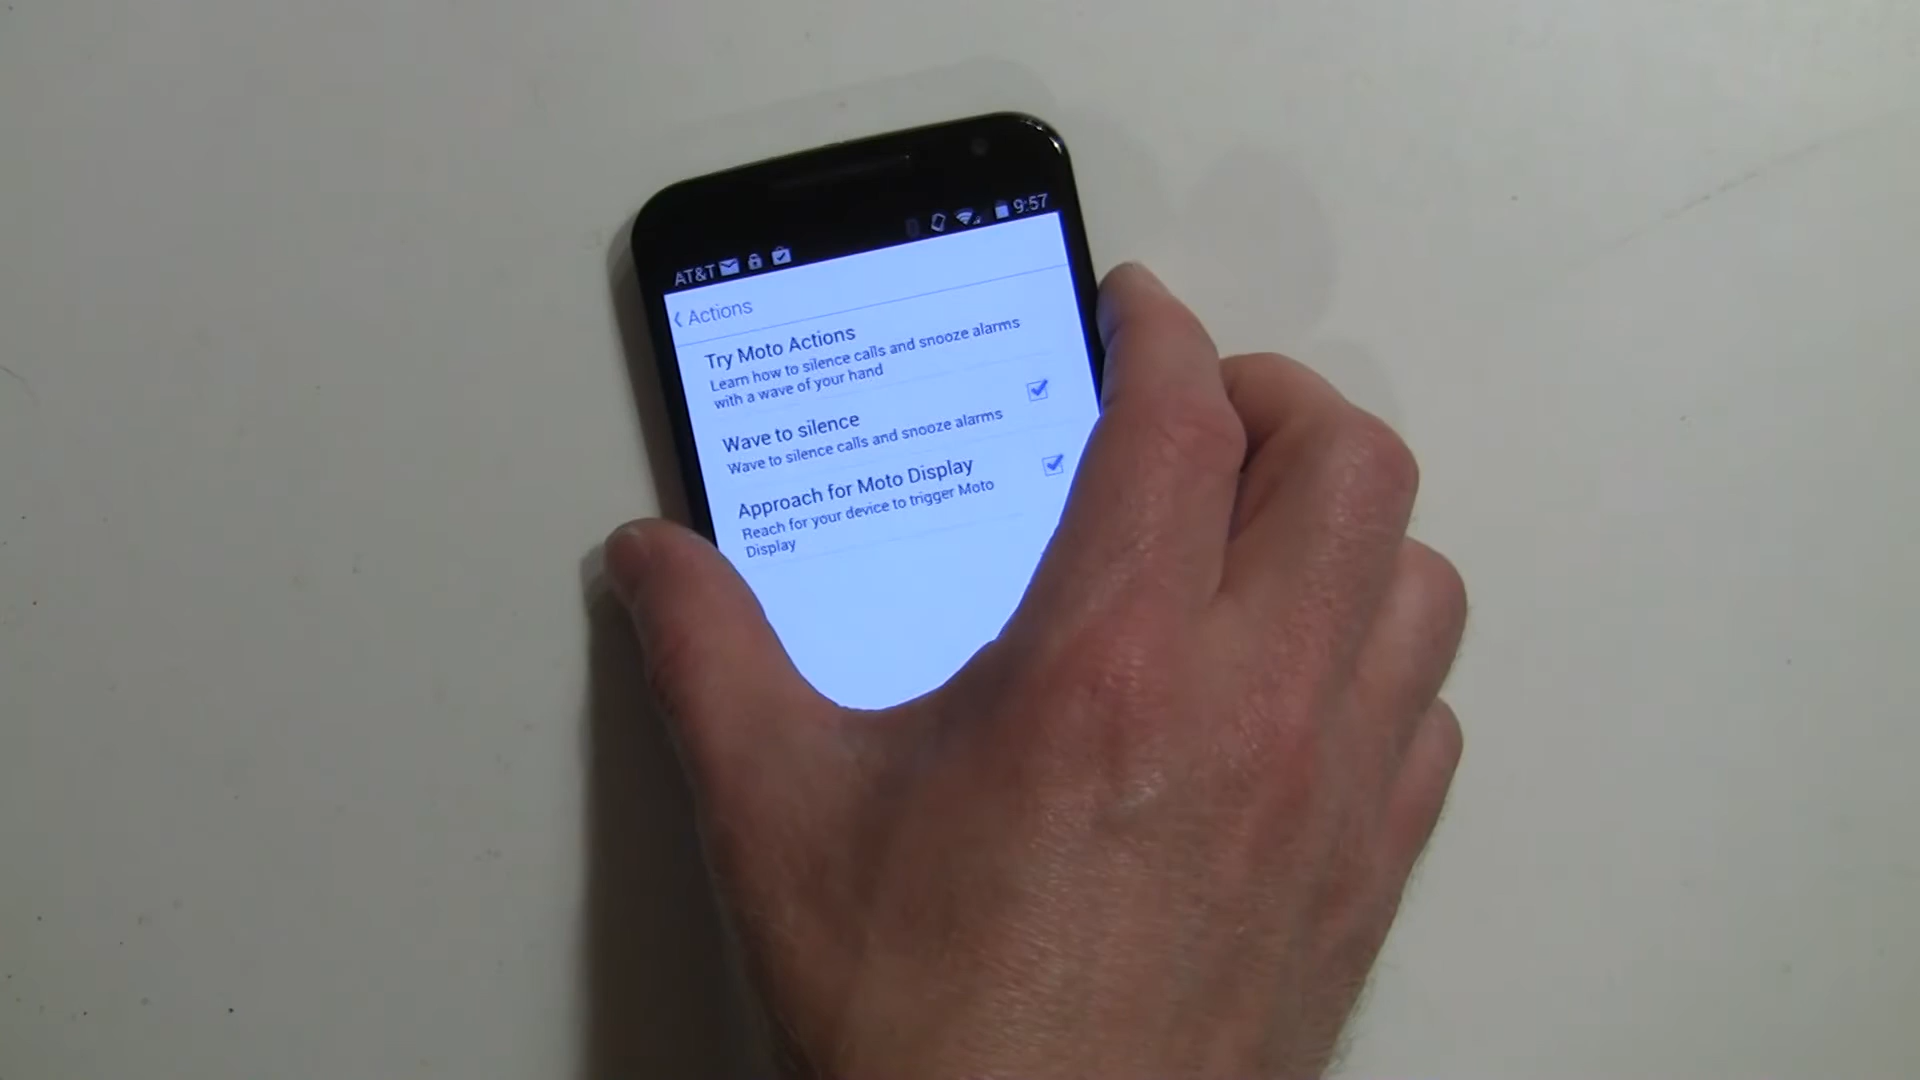 AT&T 9:57
Actions
Try Moto Actions
Learn how to silence calls and snooze alarms
with a wave of your hand
Wave to silence
Wave to silence calls and snooze alarms
Approach for Moto Display
Reach for your device to trigger Moto
Display